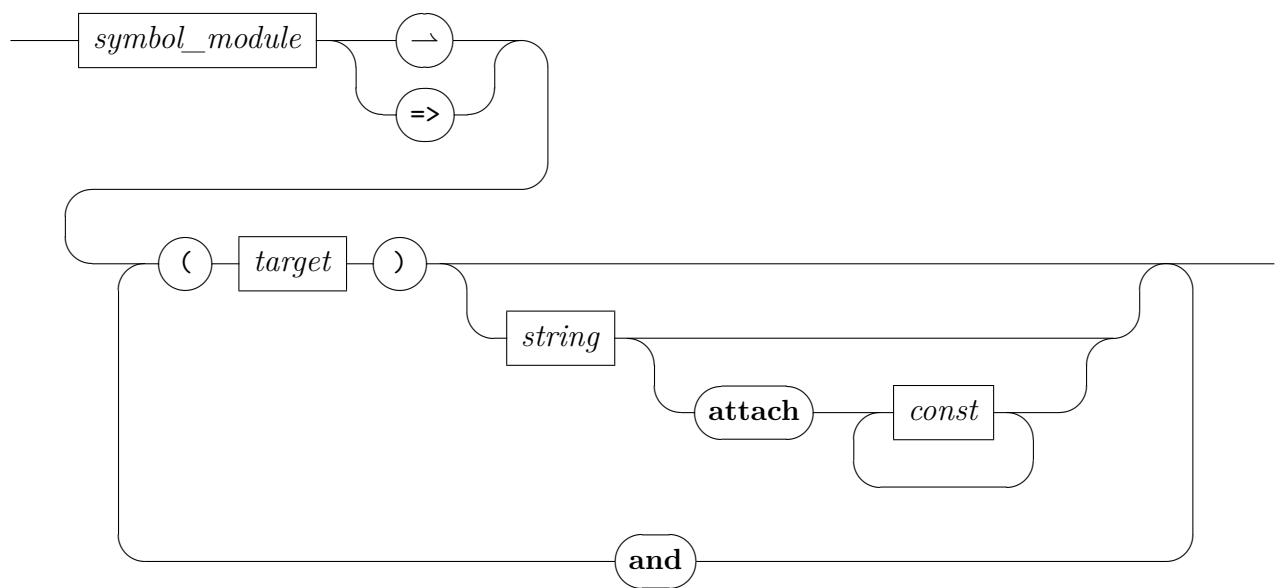 symbol_module ⇀
=>
( target )
string
attach const
and